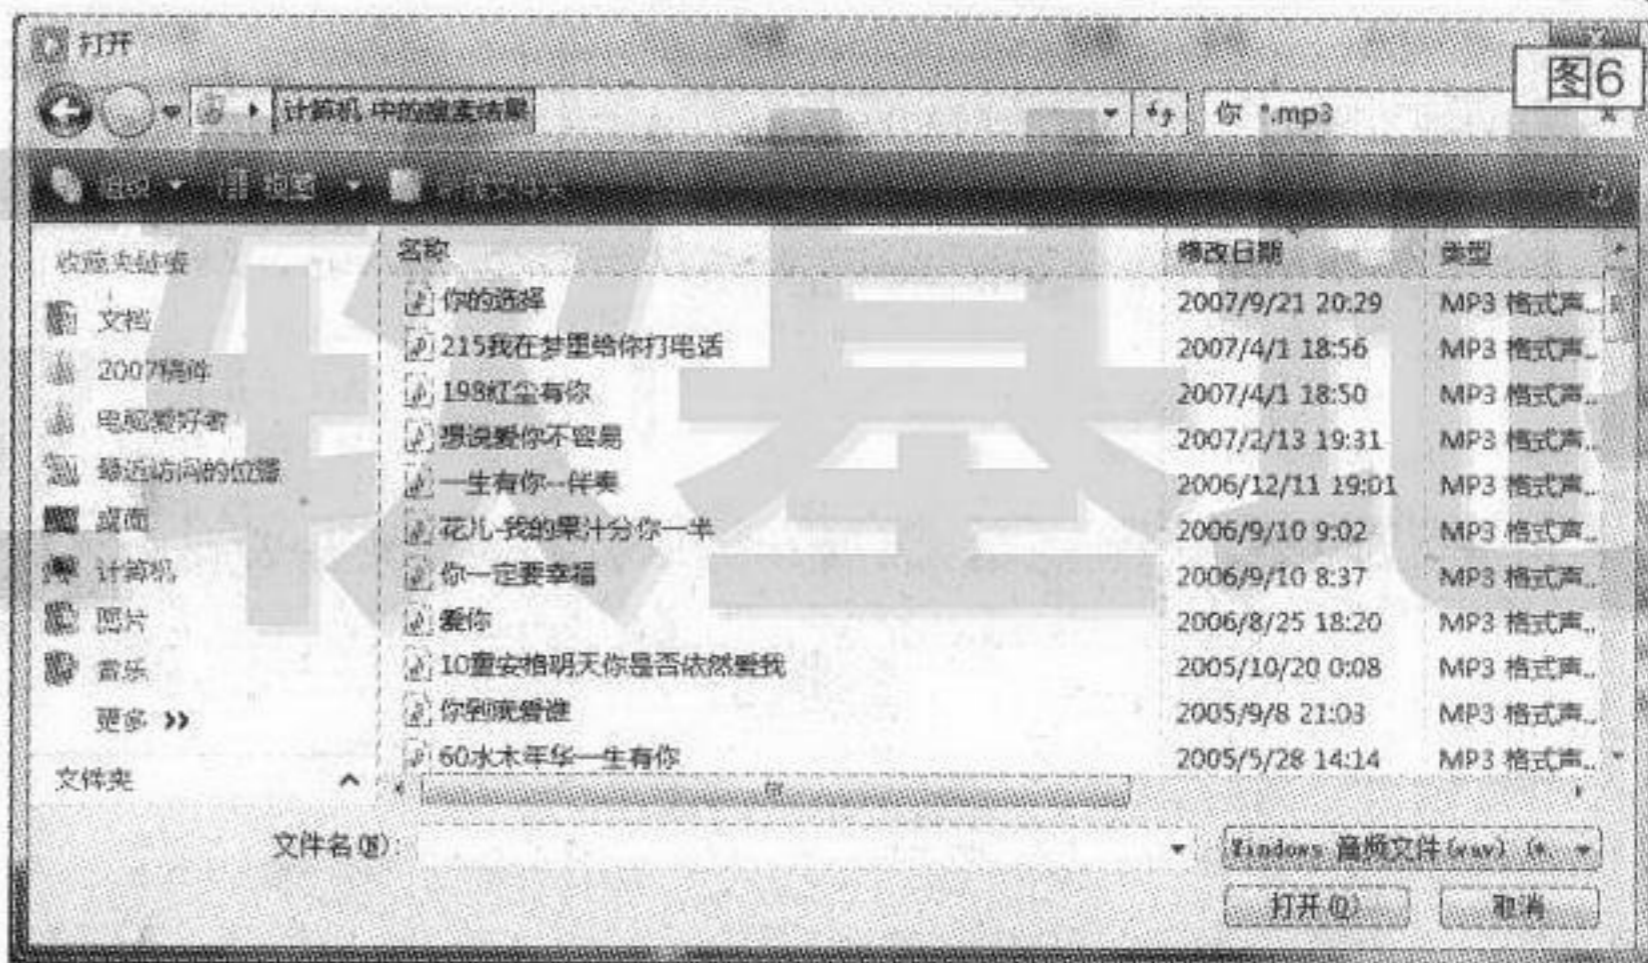 打开
图6
计算机 中的搜索结果
你 *.mp3
组织 视图 新建文件夹
收藏夹链接
文档
2007稿件
电脑爱好者
最近访问的位置
桌面
计算机
图片
音乐
更多 >>
文件夹
名称 修改日期 类型
你的选择 2007/9/21 20:29 MP3 格式声...
215我在梦里给你打电话 2007/4/1 18:56 MP3 格式声...
198红尘有你 2007/4/1 18:50 MP3 格式声...
想说爱你不容易 2007/2/13 19:31 MP3 格式声...
一生有你--伴奏 2006/12/11 19:01 MP3 格式声...
花儿-我的果汁分你一半 2006/9/10 9:02 MP3 格式声...
你一定要幸福 2006/9/10 8:37 MP3 格式声...
爱你 2006/8/25 18:20 MP3 格式声...
10童安格明天你是否依然爱我 2005/10/20 0:08 MP3 格式声...
你到底爱谁 2005/9/8 21:03 MP3 格式声...
60水木年华一生有你 2005/5/28 14:14 MP3 格式声...
文件名(N):
Windows 音频文件(wav) (*.
打开(O) 取消